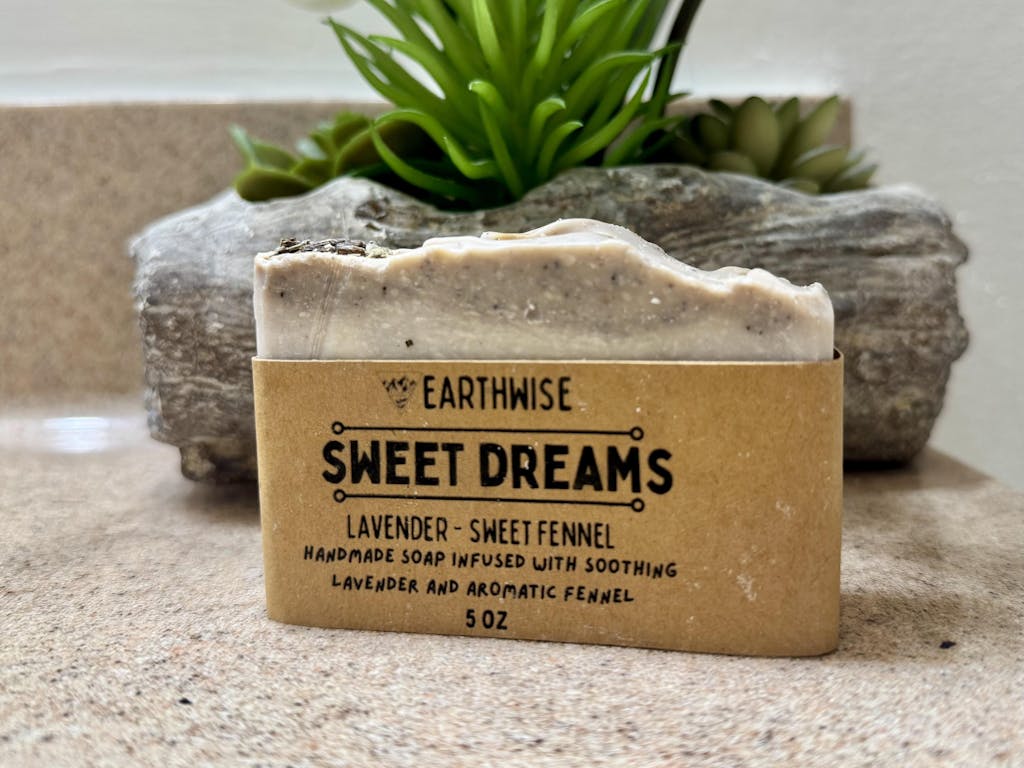 EARTHWISE
SWEET DREAMS
LAVENDER - SWEET FENNEL
HANDMADE SOAP INFUSED WITH SOOTHING
LAVENDER AND AROMATIC FENNEL
5 OZ